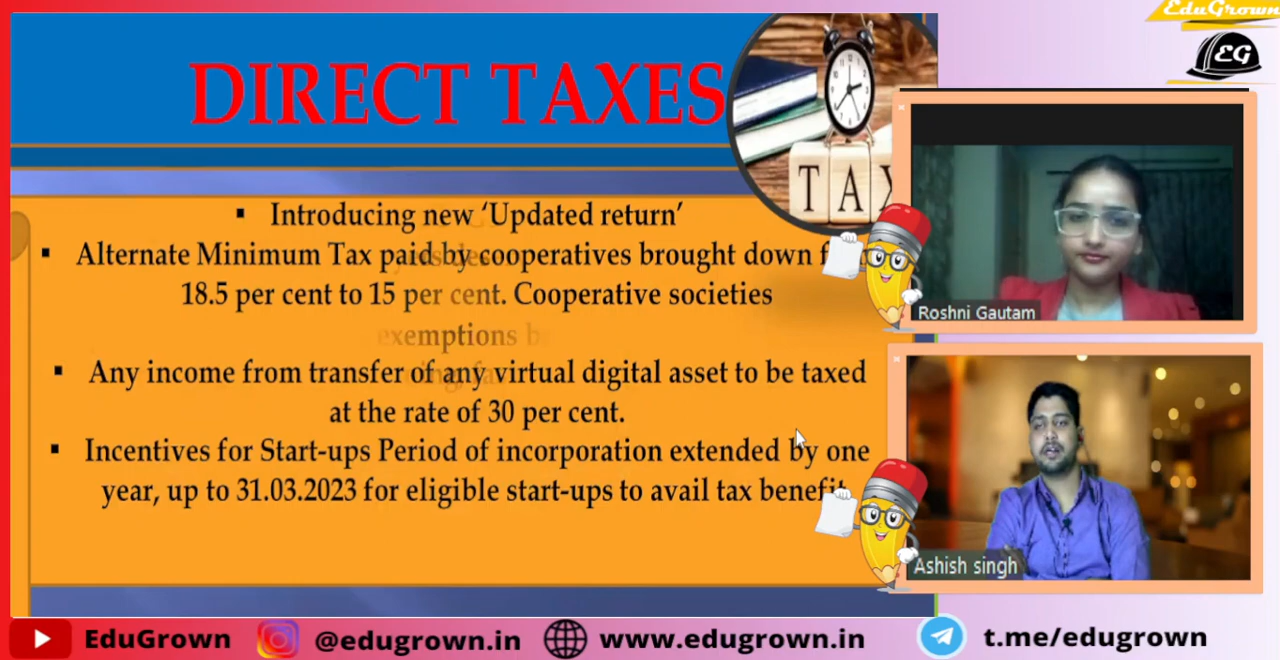 EduGrown
EG
DIRECT TAXES
TAX
▪ Introducing new ‘Updated return’
▪ Alternate Minimum Tax paid by cooperatives brought down
18.5 per cent to 15 per cent. Cooperative societies
exemptions
▪ Any income from transfer of any virtual digital asset to be taxed
at the rate of 30 per cent.
▪ Incentives for Start-ups Period of incorporation extended by one
year, up to 31.03.2023 for eligible start-ups to avail tax benefit
Roshni Gautam
Ashish singh
EduGrown
@edugrown.in
www.edugrown.in
t.me/edugrown